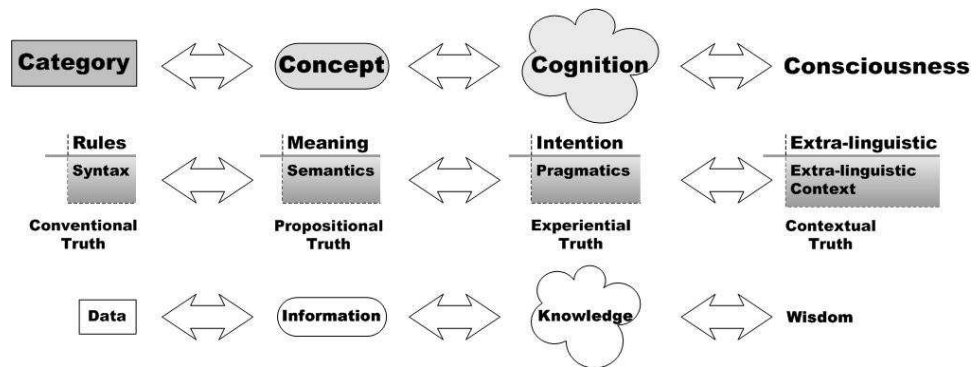 Category
Concept
Cognition
Consciousness
Rules
Meaning
Intention
Extra-linguistic
Syntax
Semantics
Pragmatics
Extra-linguistic
Context
Conventional
Truth
Propositional
Truth
Experiential
Truth
Contextual
Truth
Data
Information
Knowledge
Wisdom